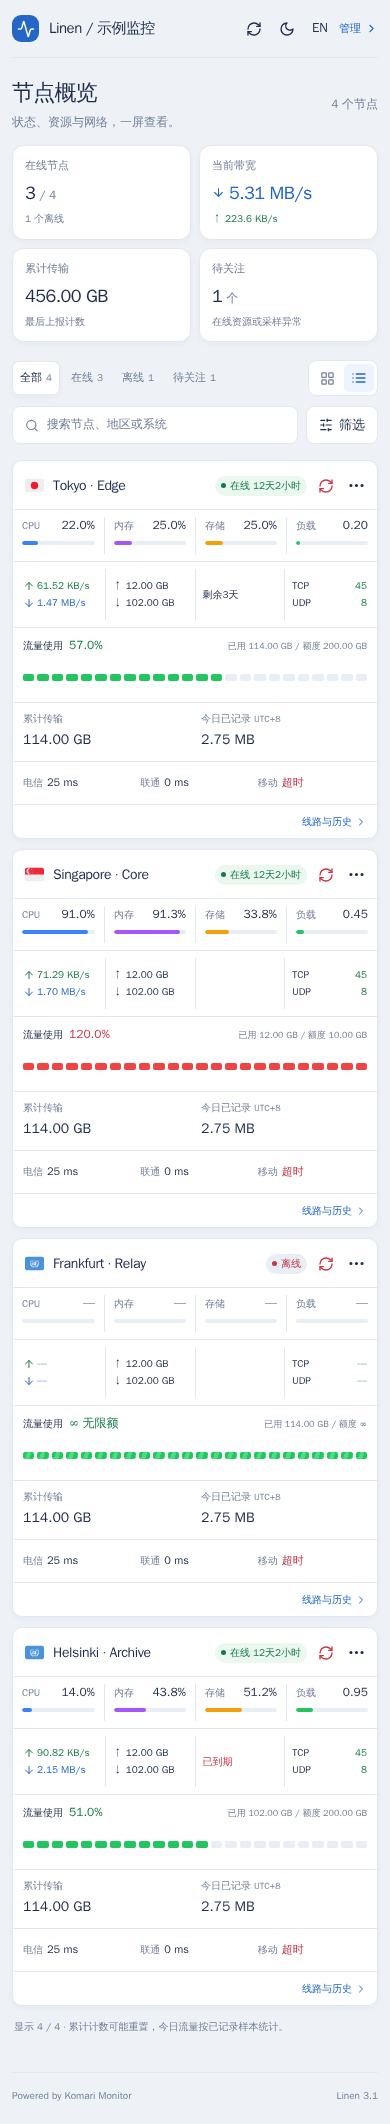 Linen / 示例监控 EN 管理
节点概览
4 个节点
状态、资源与网络，一屏查看。
在线节点 当前带宽
3 / 4 ↓ 5.31 MB/s
1 个离线 ↑ 223.6 KB/s
累计传输 待关注
456.00 GB 1 个
最后上报计数 在线资源或采样异常
全部 4 在线 3 离线 1 待关注 1
搜索节点、地区或系统 筛选
Tokyo · Edge 在线 12天2小时
CPU 22.0% 内存 25.0% 存储 25.0% 负载 0.20
↑ 61.52 KB/s ↑ 12.00 GB 剩余3天 TCP 45
↓ 1.47 MB/s ↓ 102.00 GB UDP 8
流量使用 57.0% 已用 114.00 GB / 额度 200.00 GB
累计传输 今日已记录 UTC+8
114.00 GB 2.75 MB
电信 25 ms 联通 0 ms 移动 超时
线路与历史
Singapore · Core 在线 12天2小时
CPU 91.0% 内存 91.3% 存储 33.8% 负载 0.45
↑ 71.29 KB/s ↑ 12.00 GB TCP 45
↓ 1.70 MB/s ↓ 102.00 GB UDP 8
流量使用 120.0% 已用 12.00 GB / 额度 10.00 GB
累计传输 今日已记录 UTC+8
114.00 GB 2.75 MB
电信 25 ms 联通 0 ms 移动 超时
线路与历史
Frankfurt · Relay 离线
CPU — 内存 — 存储 — 负载 —
↑ — ↑ 12.00 GB TCP —
↓ — ↓ 102.00 GB UDP —
流量使用 ∞ 无限额 已用 114.00 GB / 额度 ∞
累计传输 今日已记录 UTC+8
114.00 GB 2.75 MB
电信 25 ms 联通 0 ms 移动 超时
线路与历史
Helsinki · Archive 在线 12天2小时
CPU 14.0% 内存 43.8% 存储 51.2% 负载 0.95
↑ 90.82 KB/s ↑ 12.00 GB 已到期 TCP 45
↓ 2.15 MB/s ↓ 102.00 GB UDP 8
流量使用 51.0% 已用 102.00 GB / 额度 200.00 GB
累计传输 今日已记录 UTC+8
114.00 GB 2.75 MB
电信 25 ms 联通 0 ms 移动 超时
线路与历史
显示 4 / 4 · 累计计数可能重置，今日流量按已记录样本统计。
Powered by Komari Monitor Linen 3.1